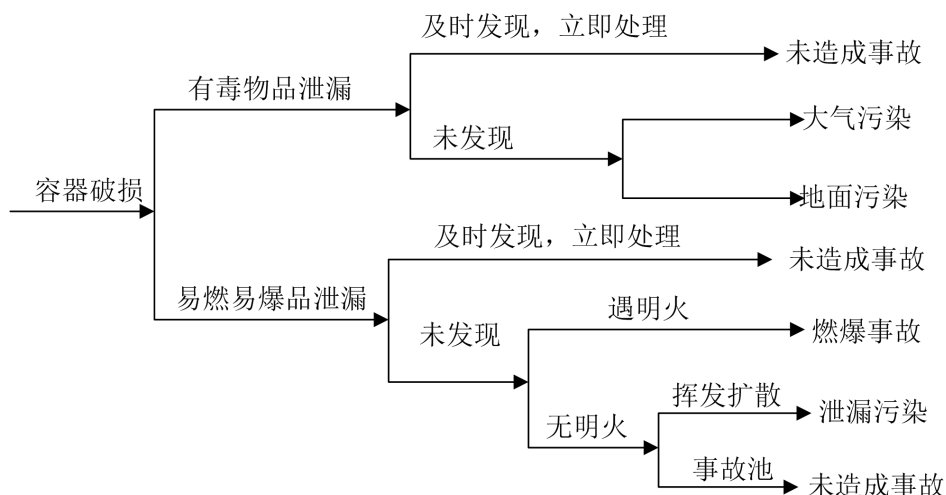 及时发现，立即处理
未造成事故
有毒物品泄漏
大气污染
未发现
容器破损
地面污染
及时发现，立即处理
未造成事故
易燃易爆品泄漏
遇明火
未发现
燃爆事故
挥发扩散
泄漏污染
无明火
事故池
未造成事故